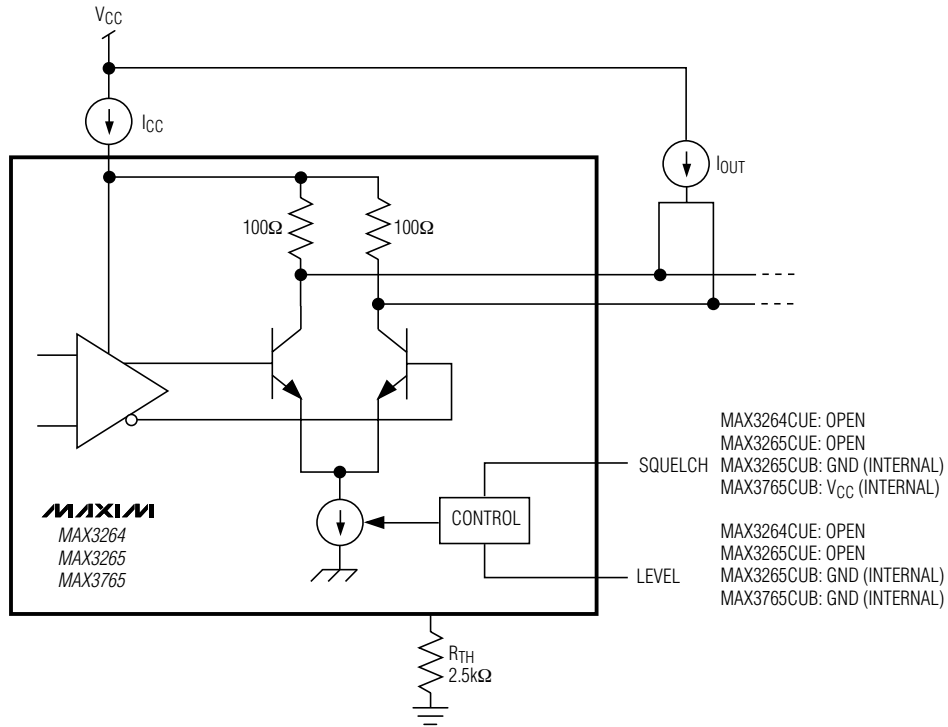 VCC
ICC
IOUT
100Ω
100Ω
SQUELCH
MAX3264CUE: OPEN
MAX3265CUE: OPEN
MAX3265CUB: GND (INTERNAL)
MAX3765CUB: VCC (INTERNAL)
CONTROL
MAXIM
MAX3264
MAX3265
MAX3765
LEVEL
MAX3264CUE: OPEN
MAX3265CUE: OPEN
MAX3265CUB: GND (INTERNAL)
MAX3765CUB: GND (INTERNAL)
RTH
2.5kΩ